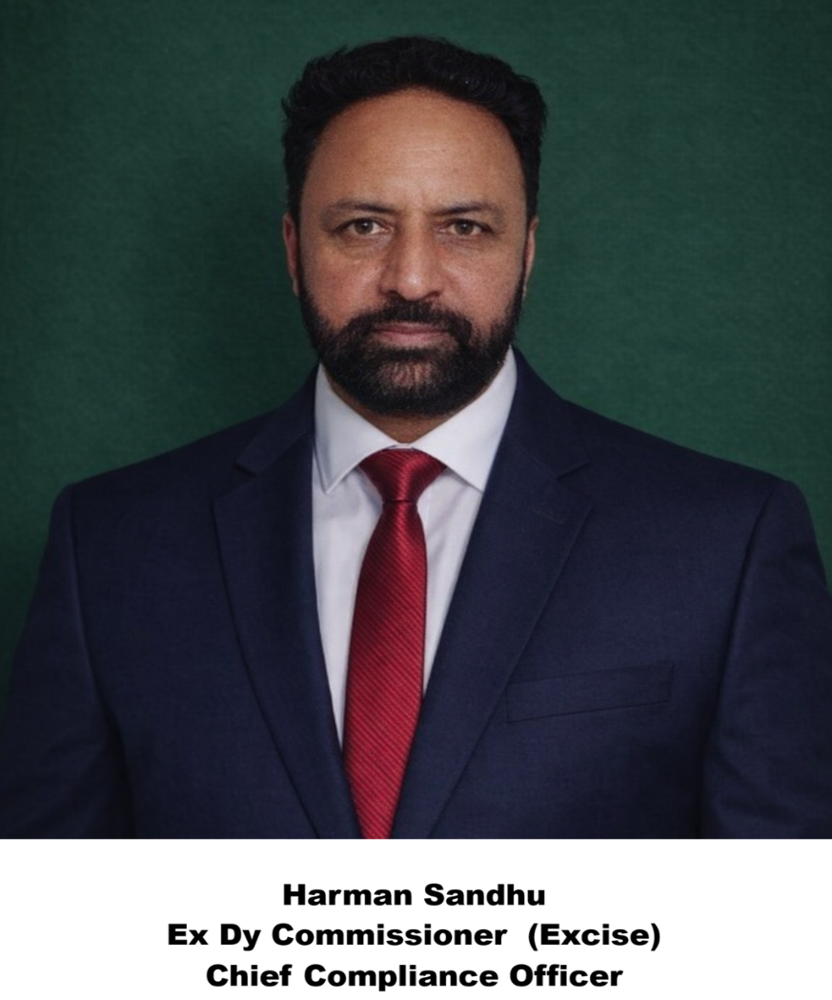 Harman Sandhu
Ex Dy Commissioner  (Excise)
Chief Compliance Officer